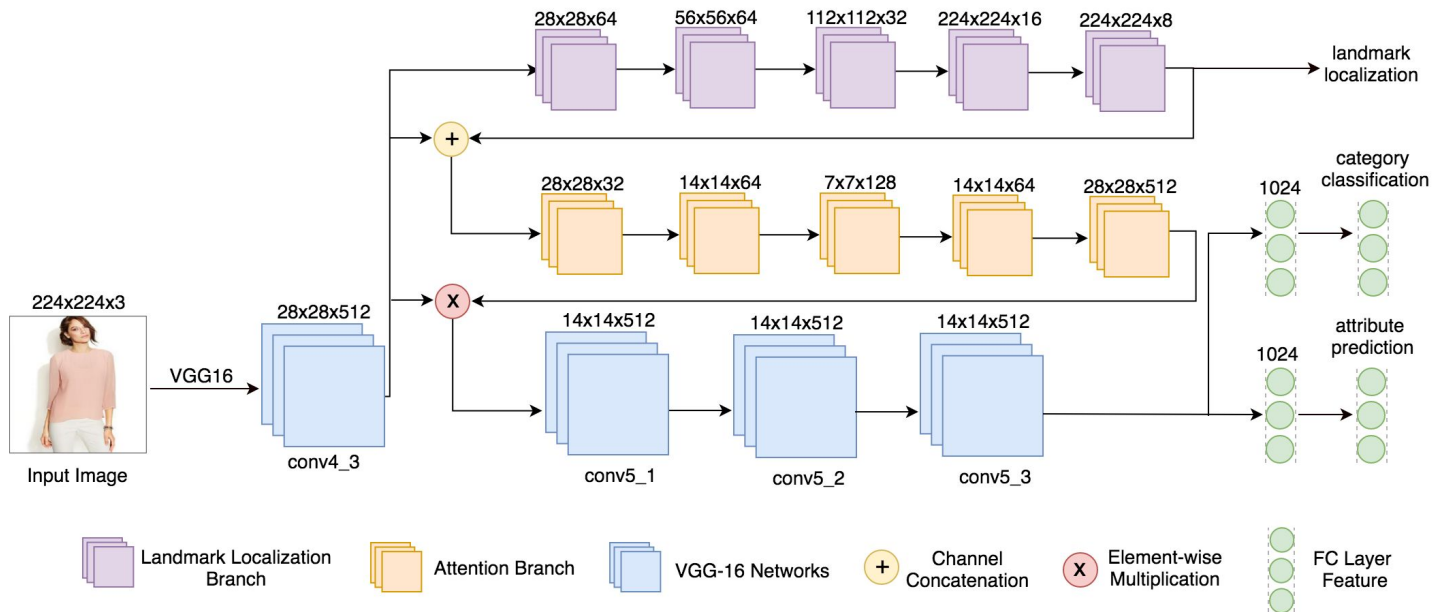 28x28x64
56x56x64
112x112x32
224x224x16
224x224x8
landmark
localization
+
28x28x32
14x14x64
7x7x128
14x14x64
28x28x512
1024
category
classification
224x224x3
28x28x512
X
14x14x512
14x14x512
14x14x512
1024
attribute
prediction
VGG16
Input Image
conv4_3
conv5_1
conv5_2
conv5_3
Landmark Localization
Branch
Attention Branch
VGG-16 Networks
+
Channel
Concatenation
X
Element-wise
Multiplication
FC Layer
Feature